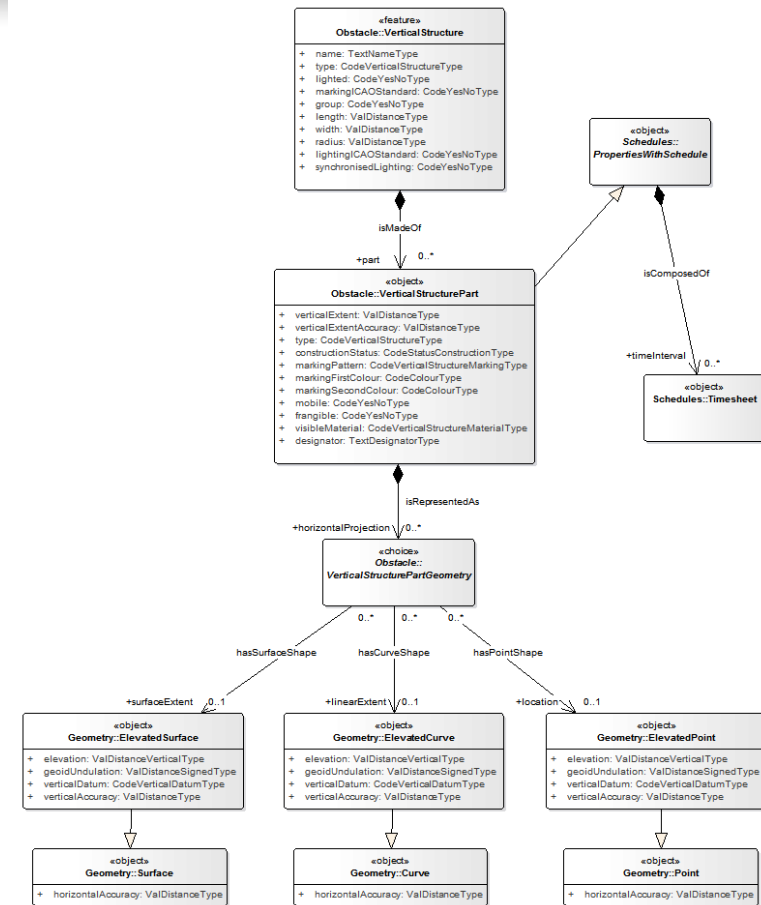 «feature»
Obstacle::VerticalStructure
+ name: TextNameType
+ type: CodeVerticalStructureType
+ lighted: CodeYesNoType
+ markingICAOStandard: CodeYesNoType
+ group: CodeYesNoType
+ length: ValDistanceType
+ width: ValDistanceType
+ radius: ValDistanceType
+ lightingICAOStandard: CodeYesNoType
+ synchronisedLighting: CodeYesNoType
«object»
Schedules::
PropertiesWithSchedule
isMadeOf
+part 0..*
isComposedOf
+timeInterval 0..*
«object»
Schedules::Timesheet
«object»
Obstacle::VerticalStructurePart
+ verticalExtent: ValDistanceType
+ verticalExtentAccuracy: ValDistanceType
+ type: CodeVerticalStructureType
+ constructionStatus: CodeStatusConstructionType
+ markingPattern: CodeVerticalStructureMarkingType
+ markingFirstColour: CodeColourType
+ markingSecondColour: CodeColourType
+ mobile: CodeYesNoType
+ frangible: CodeYesNoType
+ visibleMaterial: CodeVerticalStructureMaterialType
+ designator: TextDesignatorType
isRepresentedAs
+horizontalProjection 0..*
«choice»
Obstacle::
VerticalStructurePartGeometry
0..* 0..* 0..*
hasSurfaceShape hasCurveShape hasPointShape
+surfaceExtent 0..1 +linearExtent 0..1 +location 0..1
«object»
Geometry::ElevatedSurface
+ elevation: ValDistanceVerticalType
+ geoidUndulation: ValDistanceSignedType
+ verticalDatum: CodeVerticalDatumType
+ verticalAccuracy: ValDistanceType
«object»
Geometry::ElevatedCurve
+ elevation: ValDistanceVerticalType
+ geoidUndulation: ValDistanceSignedType
+ verticalDatum: CodeVerticalDatumType
+ verticalAccuracy: ValDistanceType
«object»
Geometry::ElevatedPoint
+ elevation: ValDistanceVerticalType
+ geoidUndulation: ValDistanceSignedType
+ verticalDatum: CodeVerticalDatumType
+ verticalAccuracy: ValDistanceType
«object»
Geometry::Surface
+ horizontalAccuracy: ValDistanceType
«object»
Geometry::Curve
+ horizontalAccuracy: ValDistanceType
«object»
Geometry::Point
+ horizontalAccuracy: ValDistanceType